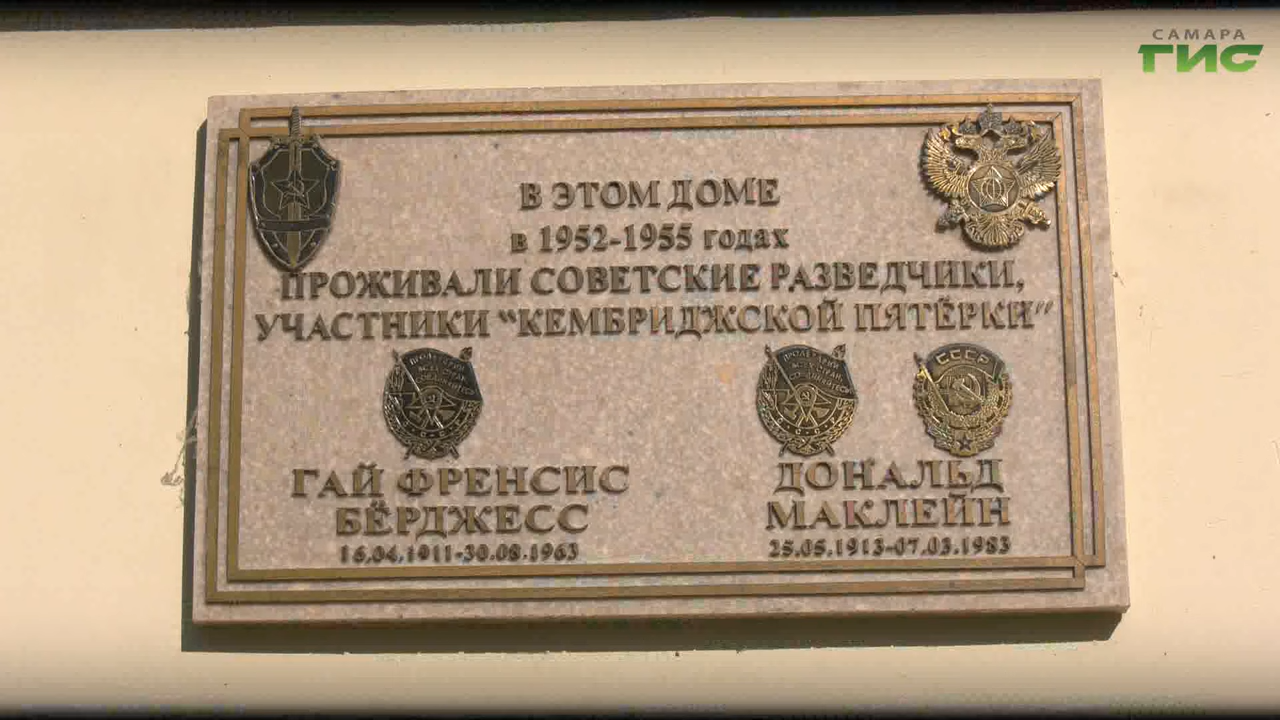 САМАРА
ГИС
В ЭТОМ ДОМЕ
в 1952-1955 годах
ПРОЖИВАЛИ СОВЕТСКИЕ РАЗВЕДЧИКИ,
УЧАСТНИКИ "КЕМБРИДЖСКОЙ ПЯТЁРКИ"
СССР
ГАЙ ФРЕНСИС
БЁРДЖЕСС
16.04.1911-30.08.1963
ДОНАЛЬД
МАКЛЕЙН
25.05.1913-07.03.1983